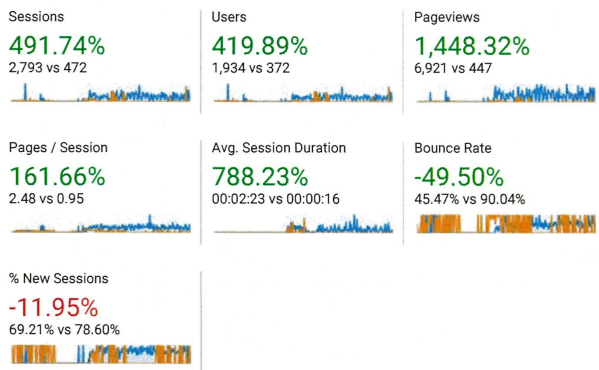 Sessions
491.74%
2,793 vs 472
Users
419.89%
1,934 vs 372
Pageviews
1,448.32%
6,921 vs 447
Pages / Session
161.66%
2.48 vs 0.95
Avg. Session Duration
788.23%
00:02:23 vs 00:00:16
Bounce Rate
-49.50%
45.47% vs 90.04%
% New Sessions
-11.95%
69.21% vs 78.60%